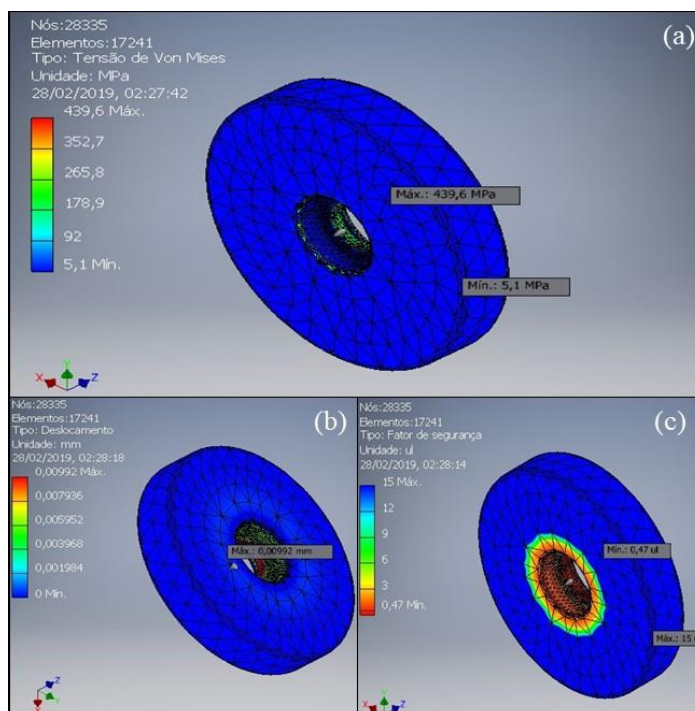 Nós:28335
Elementos:17241
Tipo: Tensão de Von Mises
Unidade: MPa
28/02/2019, 02:27:42
439,6 Máx.
352,7
265,8
178,9
92
5,1 Mín.
(a)
Máx.: 439,6 MPa
Mín.: 5,1 MPa
X Y Z
Nós:28335
Elementos:17241
Tipo: Deslocamento
Unidade: mm
28/02/2019, 02:28:18
0,00992 Máx.
0,007936
0,005952
0,003968
0,001984
0 Mín.
(b)
Máx.: 0,00992 mm
Z
Y
X
Nós:28335
Elementos:17241
Tipo: Fator de segurança
Unidade: ul
28/02/2019, 02:28:14
15 Máx.
12
9
6
3
0,47 Mín.
(c)
Mín.: 0,47 ul
Máx.: 15
X Y Z